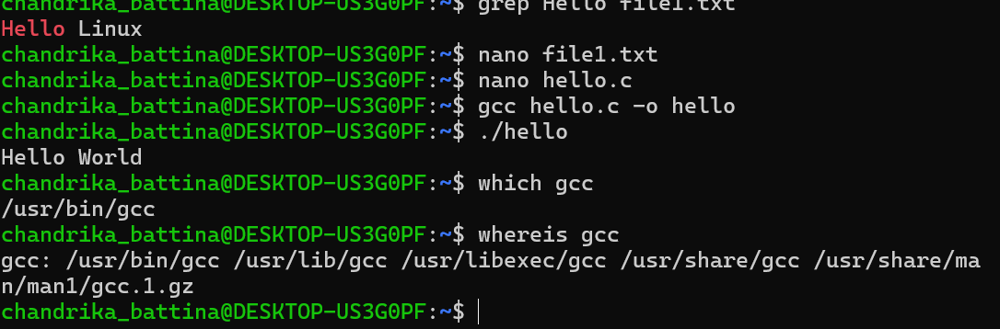 chandrika_battina@DESKTOP-US3G0PF:~$ grep Hello file1.txt
Hello Linux
chandrika_battina@DESKTOP-US3G0PF:~$ nano file1.txt
chandrika_battina@DESKTOP-US3G0PF:~$ nano hello.c
chandrika_battina@DESKTOP-US3G0PF:~$ gcc hello.c -o hello
chandrika_battina@DESKTOP-US3G0PF:~$ ./hello
Hello World
chandrika_battina@DESKTOP-US3G0PF:~$ which gcc
/usr/bin/gcc
chandrika_battina@DESKTOP-US3G0PF:~$ whereis gcc
gcc: /usr/bin/gcc /usr/lib/gcc /usr/libexec/gcc /usr/share/gcc /usr/share/ma
n/man1/gcc.1.gz
chandrika_battina@DESKTOP-US3G0PF:~$